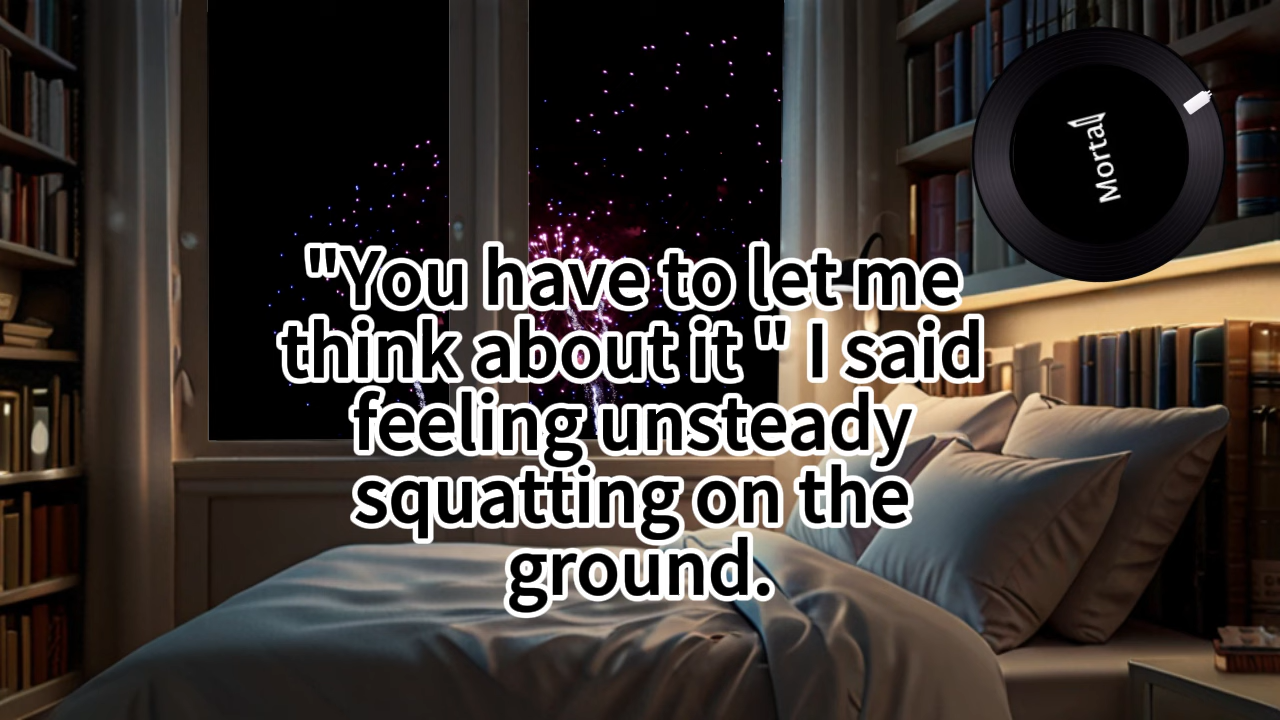 "You have to let me
think about it " I said
feeling unsteady
squatting on the
ground.
Mortal